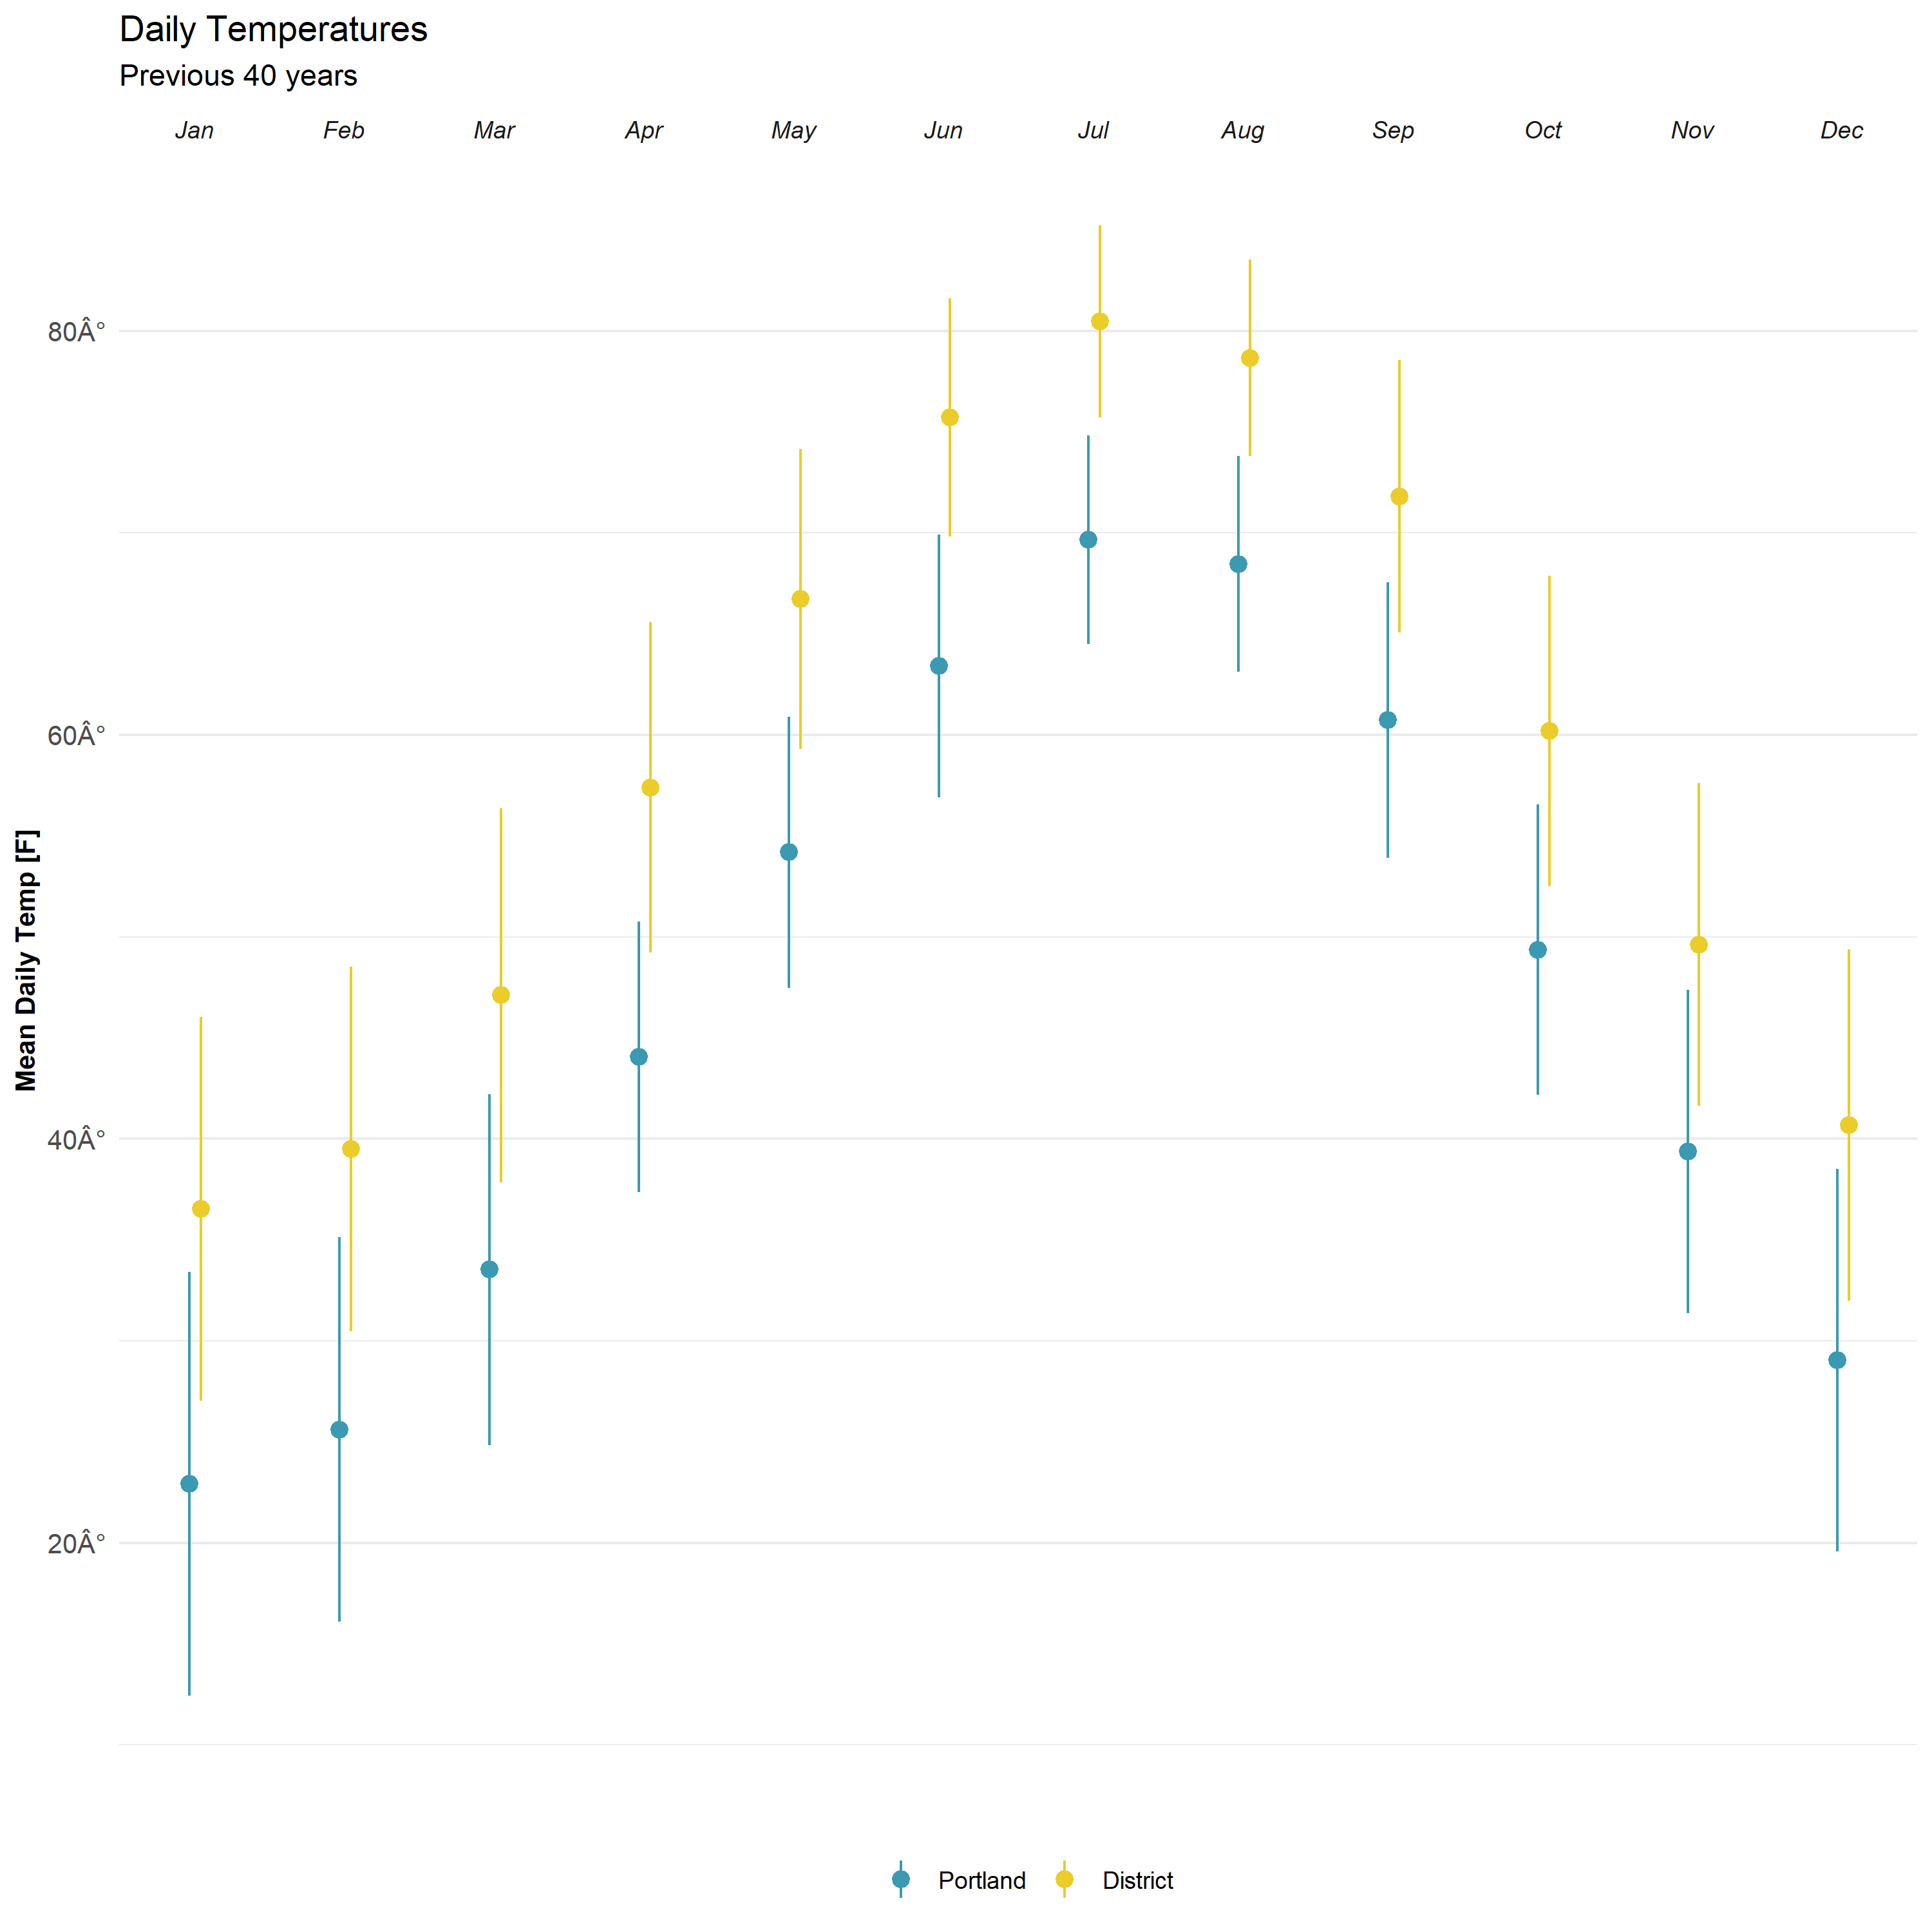 Daily Temperatures
Previous 40 years
Jan Feb Mar Apr May Jun Jul Aug Sep Oct Nov Dec
80Â°
60Â°
40Â°
20Â°
Mean Daily Temp [F]
Portland District